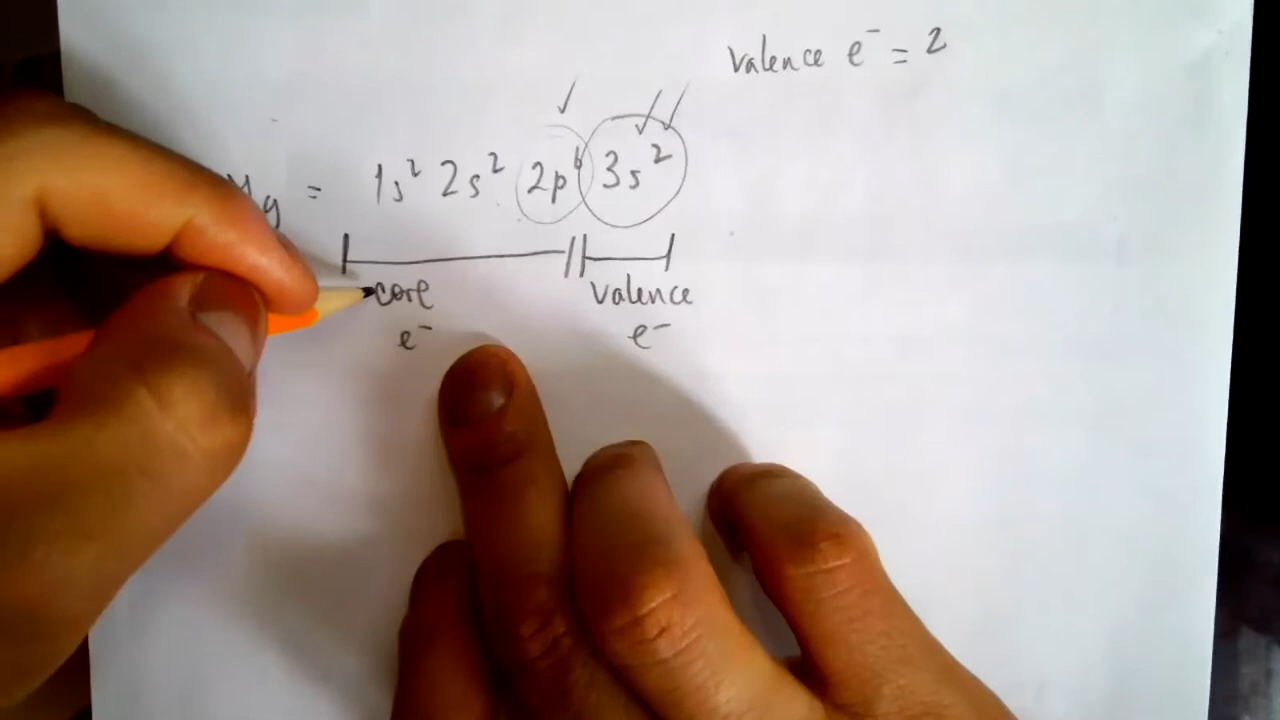 Valence e⁻ = 2
Mg = 1s² 2s² 2p⁶ 3s²
core Valence
e⁻ e⁻